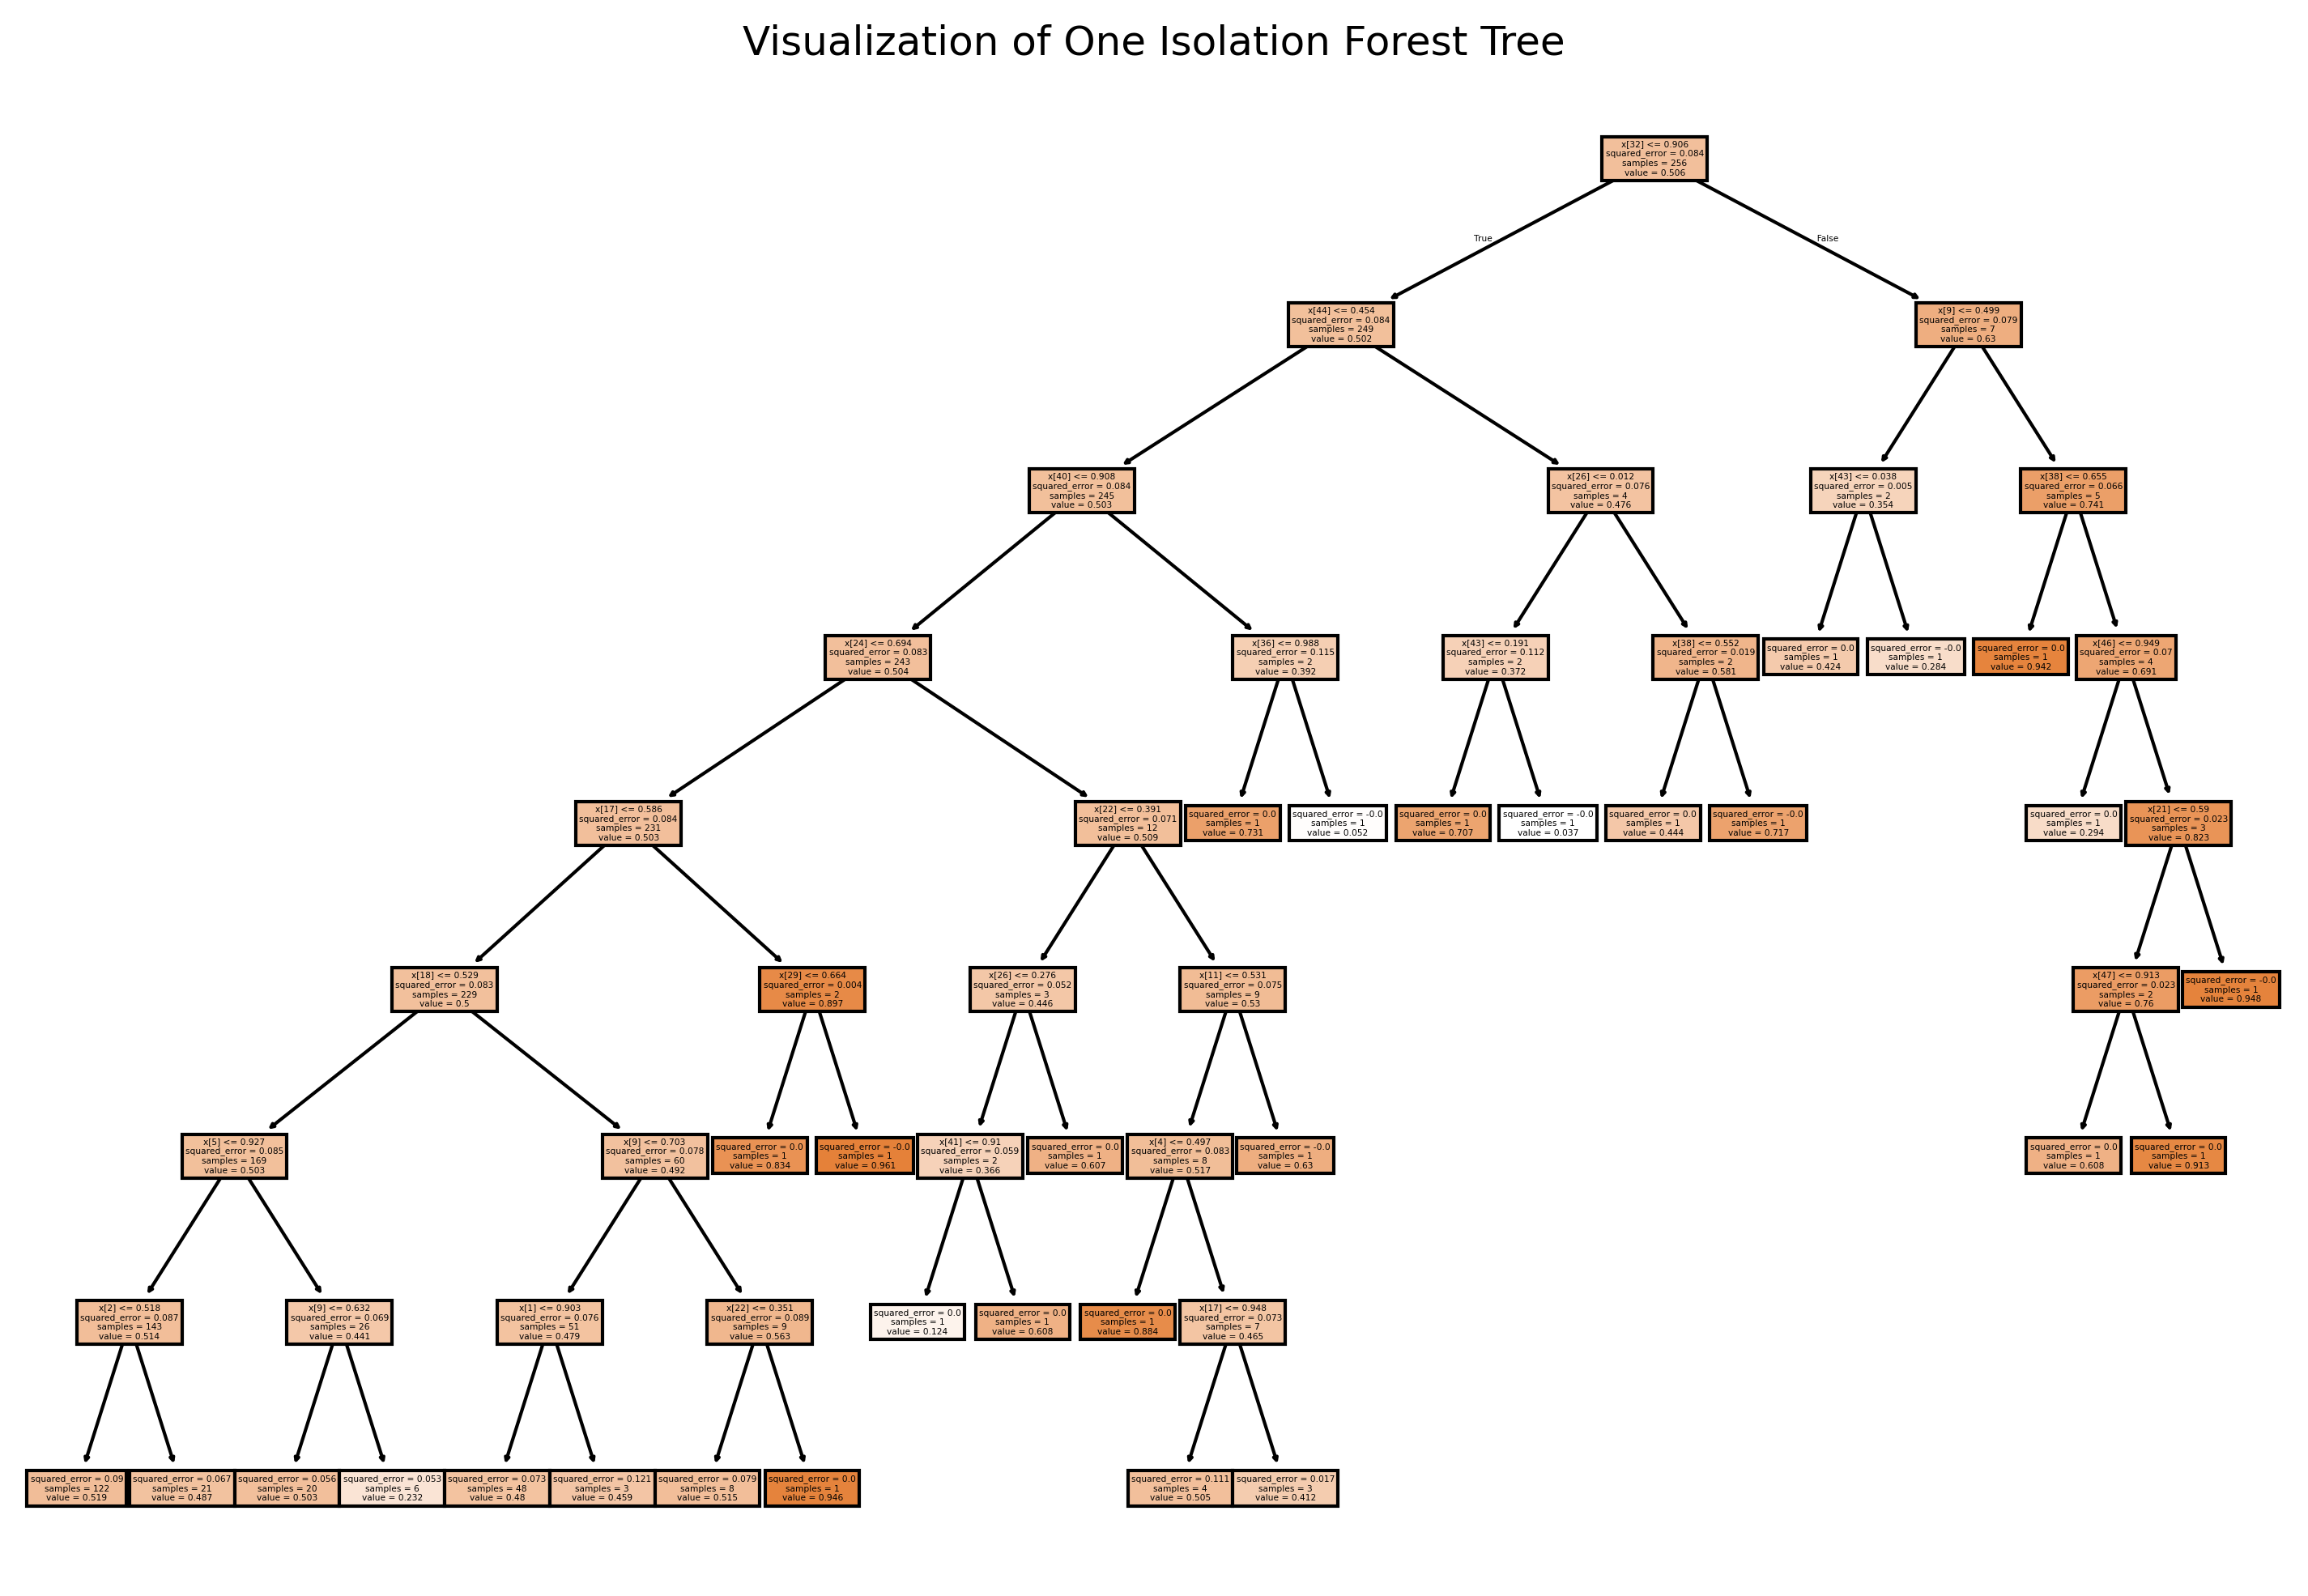 Visualization of One Isolation Forest Tree
x[32] <= 0.906
squared_error = 0.084
samples = 256
value = 0.506
True
False
x[44] <= 0.454
squared_error = 0.084
samples = 249
value = 0.502
x[9] <= 0.499
squared_error = 0.079
samples = 7
value = 0.63
x[40] <= 0.908
squared_error = 0.084
samples = 245
value = 0.503
x[26] <= 0.012
squared_error = 0.076
samples = 4
value = 0.476
x[43] <= 0.038
squared_error = 0.005
samples = 2
value = 0.354
x[38] <= 0.655
squared_error = 0.066
samples = 5
value = 0.741
x[24] <= 0.694
squared_error = 0.083
samples = 243
value = 0.504
x[36] <= 0.988
squared_error = 0.115
samples = 2
value = 0.392
x[43] <= 0.191
squared_error = 0.112
samples = 2
value = 0.372
x[38] <= 0.552
squared_error = 0.019
samples = 2
value = 0.581
squared_error = 0.0
samples = 1
value = 0.424
squared_error = -0.0
samples = 1
value = 0.284
squared_error = 0.0
samples = 1
value = 0.942
x[46] <= 0.949
squared_error = 0.07
samples = 4
value = 0.691
x[17] <= 0.586
squared_error = 0.084
samples = 231
value = 0.503
x[22] <= 0.391
squared_error = 0.071
samples = 12
value = 0.509
squared_error = 0.0
samples = 1
value = 0.731
squared_error = -0.0
samples = 1
value = 0.052
squared_error = 0.0
samples = 1
value = 0.707
squared_error = -0.0
samples = 1
value = 0.037
squared_error = 0.0
samples = 1
value = 0.444
squared_error = -0.0
samples = 1
value = 0.717
squared_error = 0.0
samples = 1
value = 0.294
x[21] <= 0.59
squared_error = 0.023
samples = 3
value = 0.823
x[18] <= 0.529
squared_error = 0.083
samples = 229
value = 0.5
x[29] <= 0.664
squared_error = 0.004
samples = 2
value = 0.897
x[26] <= 0.276
squared_error = 0.052
samples = 3
value = 0.446
x[11] <= 0.531
squared_error = 0.075
samples = 9
value = 0.53
x[47] <= 0.913
squared_error = 0.023
samples = 2
value = 0.76
squared_error = -0.0
samples = 1
value = 0.948
x[5] <= 0.927
squared_error = 0.085
samples = 169
value = 0.503
x[9] <= 0.703
squared_error = 0.078
samples = 60
value = 0.492
squared_error = 0.0
samples = 1
value = 0.834
squared_error = -0.0
samples = 1
value = 0.961
x[41] <= 0.91
squared_error = 0.059
samples = 2
value = 0.366
squared_error = 0.0
samples = 1
value = 0.607
x[4] <= 0.497
squared_error = 0.083
samples = 8
value = 0.517
squared_error = -0.0
samples = 1
value = 0.63
squared_error = 0.0
samples = 1
value = 0.608
squared_error = 0.0
samples = 1
value = 0.913
x[2] <= 0.518
squared_error = 0.087
samples = 143
value = 0.514
x[9] <= 0.632
squared_error = 0.069
samples = 26
value = 0.441
x[1] <= 0.903
squared_error = 0.076
samples = 51
value = 0.479
x[22] <= 0.351
squared_error = 0.089
samples = 9
value = 0.563
squared_error = 0.0
samples = 1
value = 0.124
squared_error = 0.0
samples = 1
value = 0.608
squared_error = 0.0
samples = 1
value = 0.884
x[17] <= 0.948
squared_error = 0.073
samples = 7
value = 0.465
squared_error = 0.09
samples = 122
value = 0.519
squared_error = 0.067
samples = 21
value = 0.487
squared_error = 0.056
samples = 20
value = 0.503
squared_error = 0.053
samples = 6
value = 0.232
squared_error = 0.073
samples = 48
value = 0.48
squared_error = 0.121
samples = 3
value = 0.459
squared_error = 0.079
samples = 8
value = 0.515
squared_error = 0.0
samples = 1
value = 0.946
squared_error = 0.111
samples = 4
value = 0.505
squared_error = 0.017
samples = 3
value = 0.412